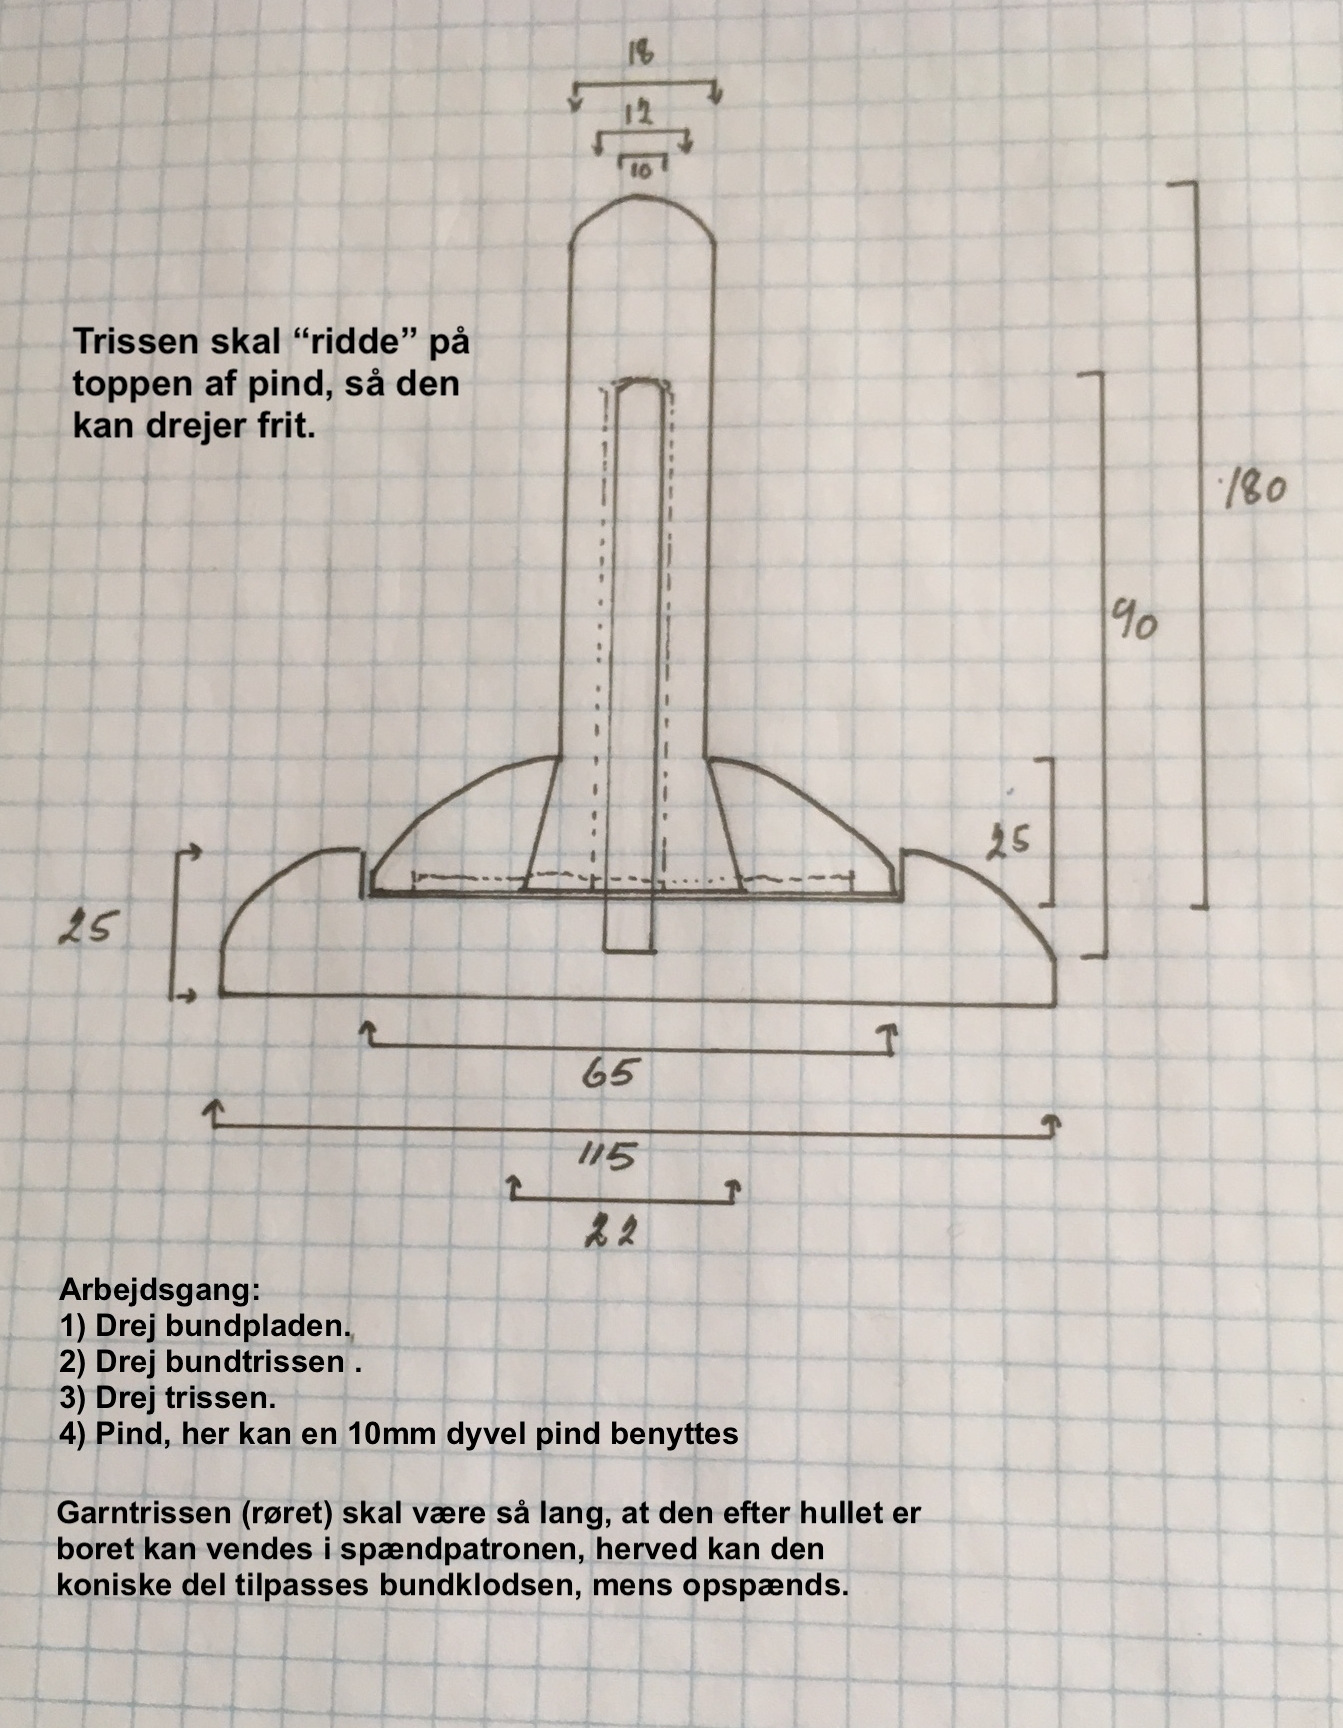 18
12
10
Trissen skal “ridde” på
toppen af pind, så den
kan drejer frit.
180
90
25
25
65
115
22
Arbejdsgang:
1) Drej bundpladen.
2) Drej bundtrissen .
3) Drej trissen.
4) Pind, her kan en 10mm dyvel pind benyttes
Garntrissen (røret) skal være så lang, at den efter hullet er
boret kan vendes i spændpatronen, herved kan den
koniske del tilpasses bundklodsen, mens opspænds.